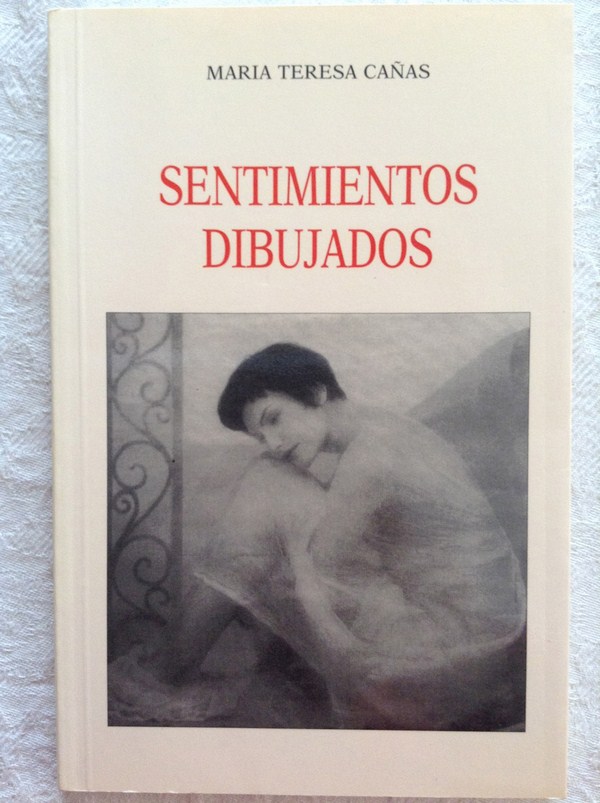 MARIA TERESA CAÑAS
SENTIMIENTOS
DIBUJADOS